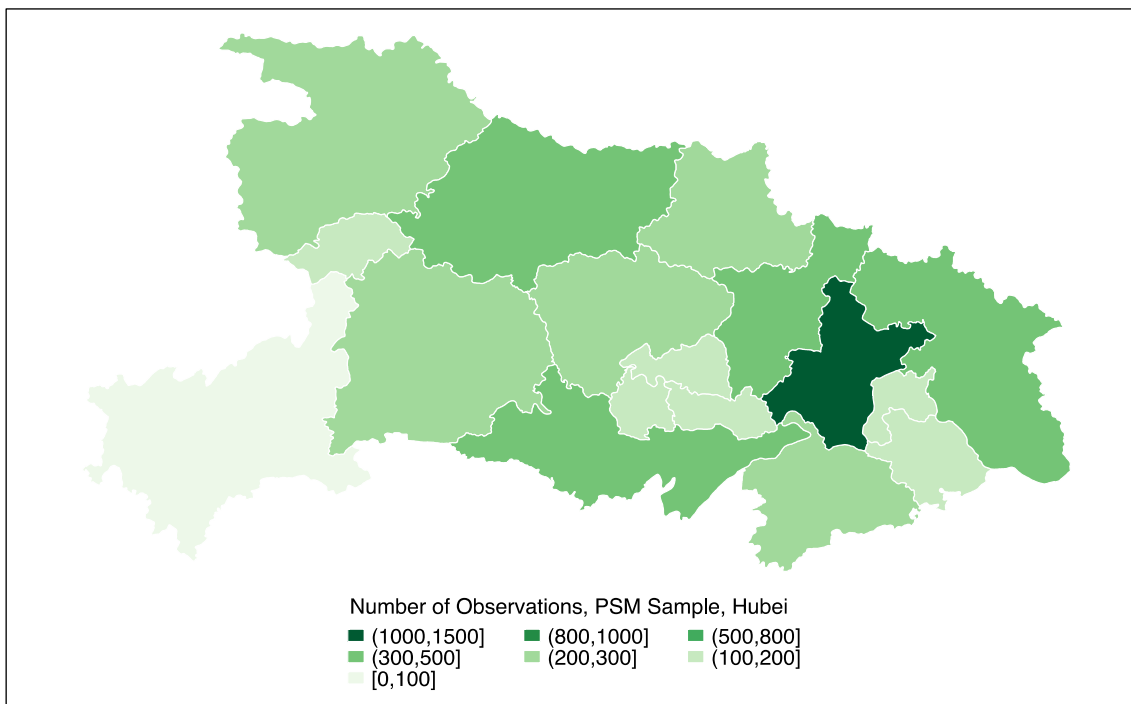 Number of Observations, PSM Sample, Hubei
(1000,1500] (800,1000] (500,800]
(300,500] (200,300] (100,200]
[0,100]